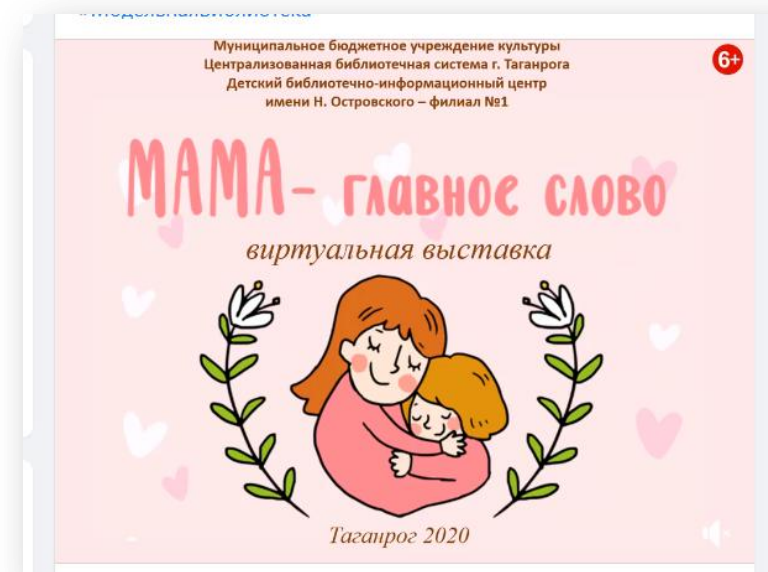 #МодельнаяБиблиотека
Муниципальное бюджетное учреждение культуры
Централизованная библиотечная система г. Таганрога
Детский библиотечно-информационный центр
имени Н. Островского – филиал №1
6+
МАМА- главное слово
виртуальная выставка
Таганрог 2020